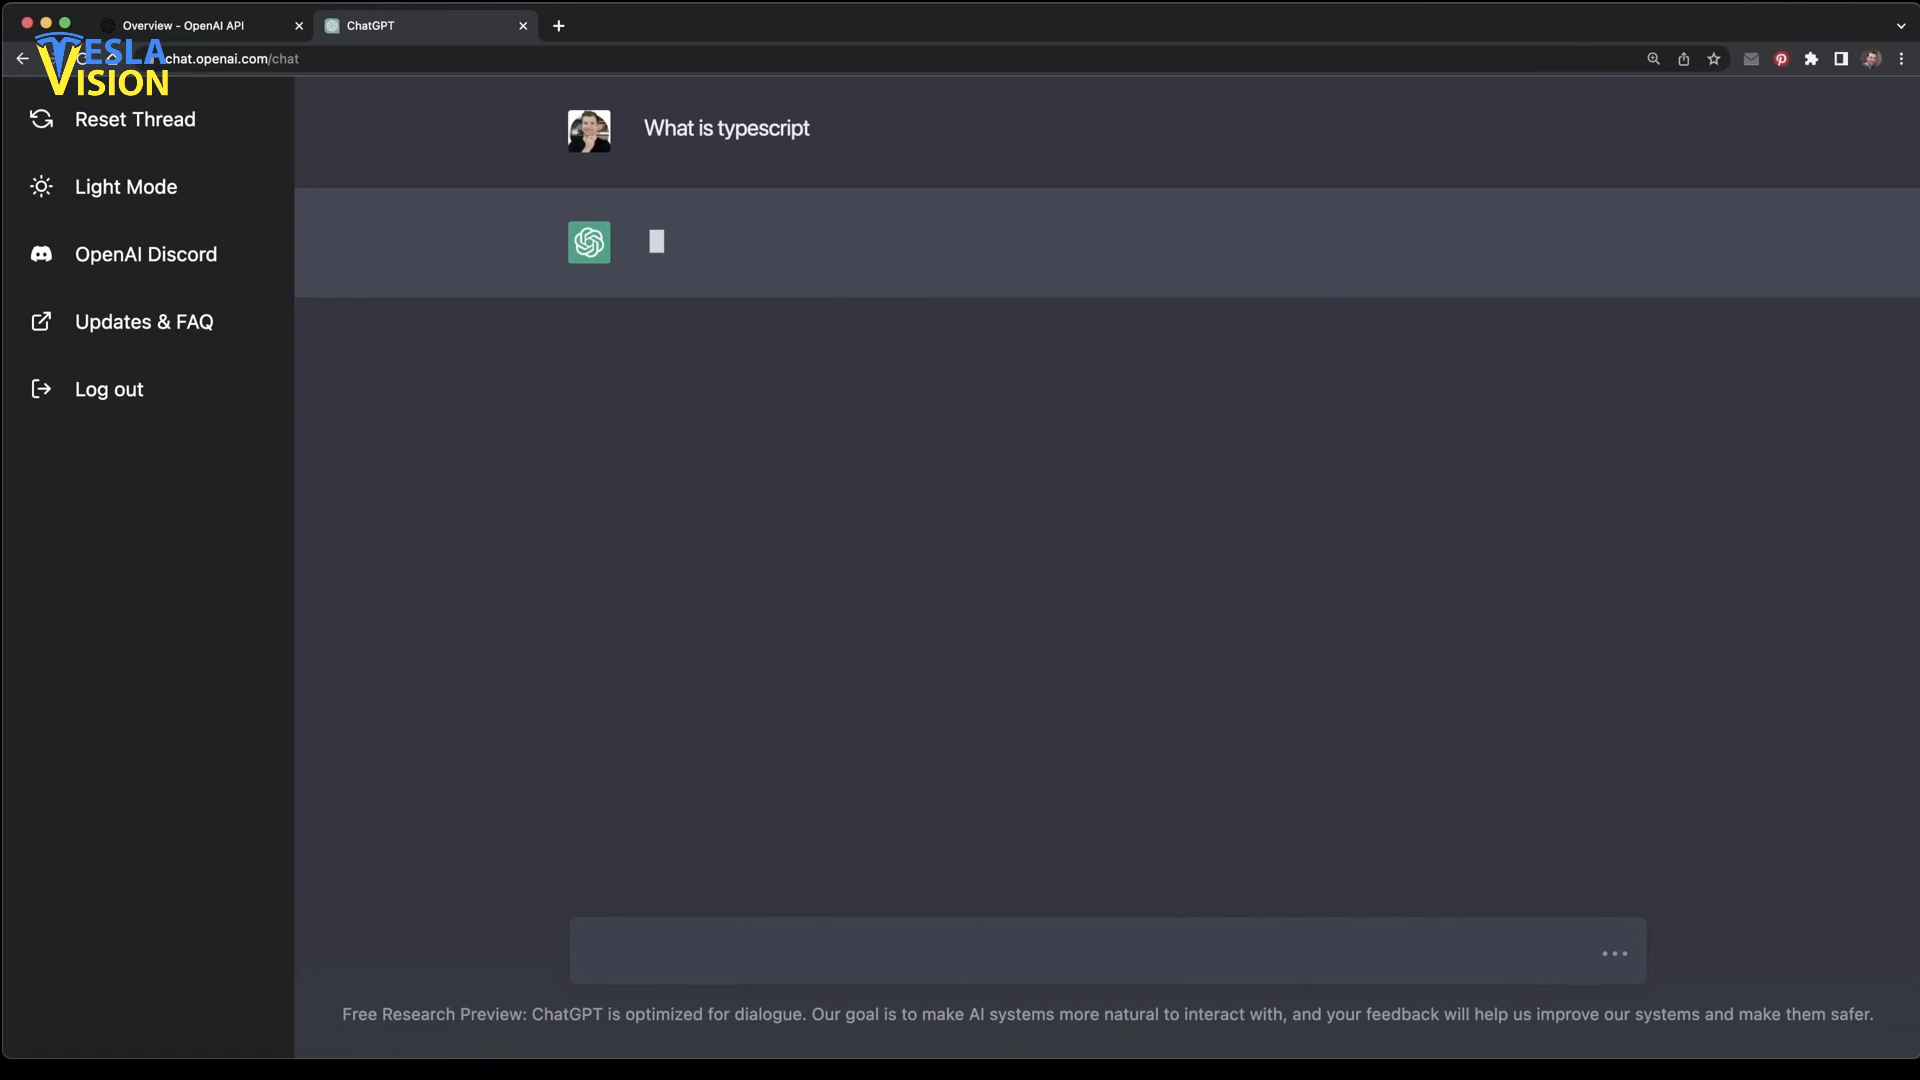 Overview - OpenAI API
ChatGPT
TESLA
VISION
chat.openai.com/chat
Reset Thread
Light Mode
OpenAI Discord
Updates & FAQ
Log out
What is typescript
Free Research Preview: ChatGPT is optimized for dialogue. Our goal is to make AI systems more natural to interact with, and your feedback will help us improve our systems and make them safer.